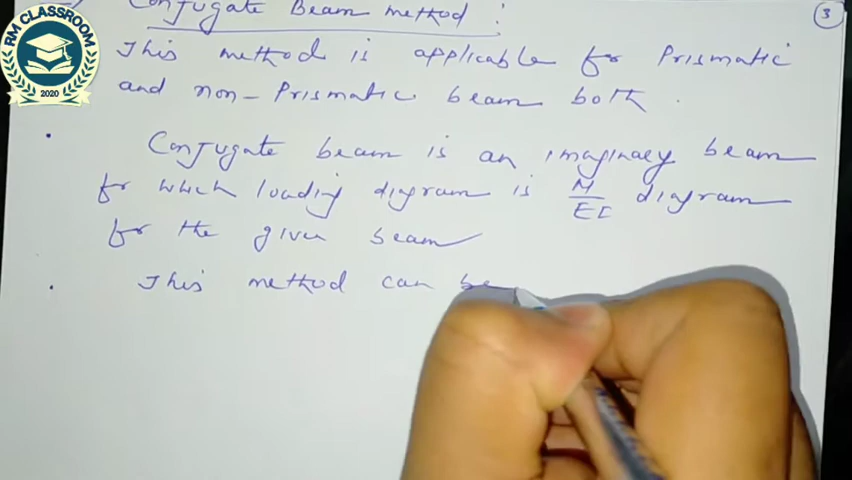 Conjugate Beam method :
3
This method is applicable for Prismatic
and non-Prismatic beam both.
Conjugate beam is an imaginary beam
for which loading diagram is M/EI diagram
for the given beam
This method can be
RM CLASSROOM
2020